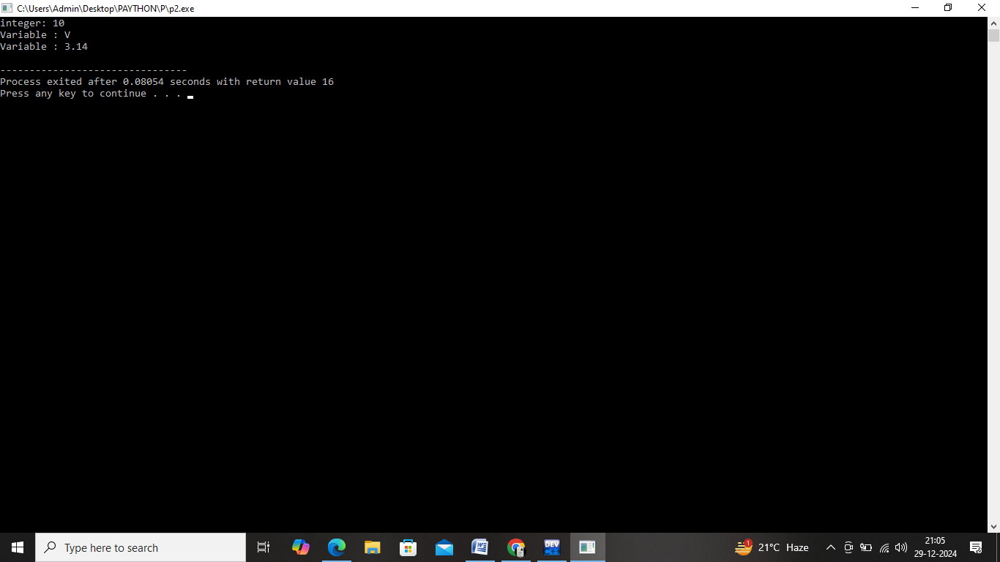 C:\Users\Admin\Desktop\PAYTHON\P\p2.exe
integer: 10
Variable : V
Variable : 3.14
--------------------------------
Process exited after 0.08054 seconds with return value 16
Press any key to continue . . .
Type here to search
DEV
1
21°C Haze
21:05
29-12-2024